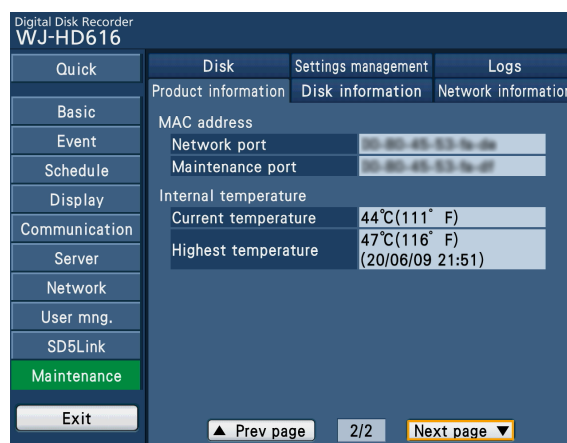 Digital Disk Recorder
WJ-HD616
Quick
Disk
Settings management
Logs
Product information
Disk information
Network information
Basic
Event
Schedule
Display
Communication
Server
Network
User mng.
SD5Link
Maintenance
Exit
MAC address
Network port
Maintenance port
Internal temperature
Current temperature
44℃(111° F)
Highest temperature
47℃(116° F)
(20/06/09 21:51)
▲ Prev page
2/2
Next page ▼